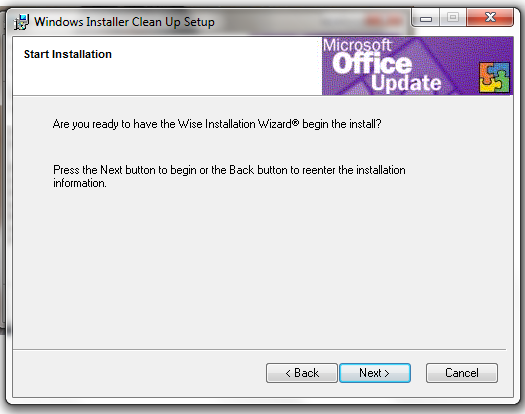 Windows Installer Clean Up Setup
Start Installation
Microsoft
Office
Update
Are you ready to have the Wise Installation Wizard® begin the install?
Press the Next button to begin or the Back button to reenter the installation
information.
< Back
Next >
Cancel